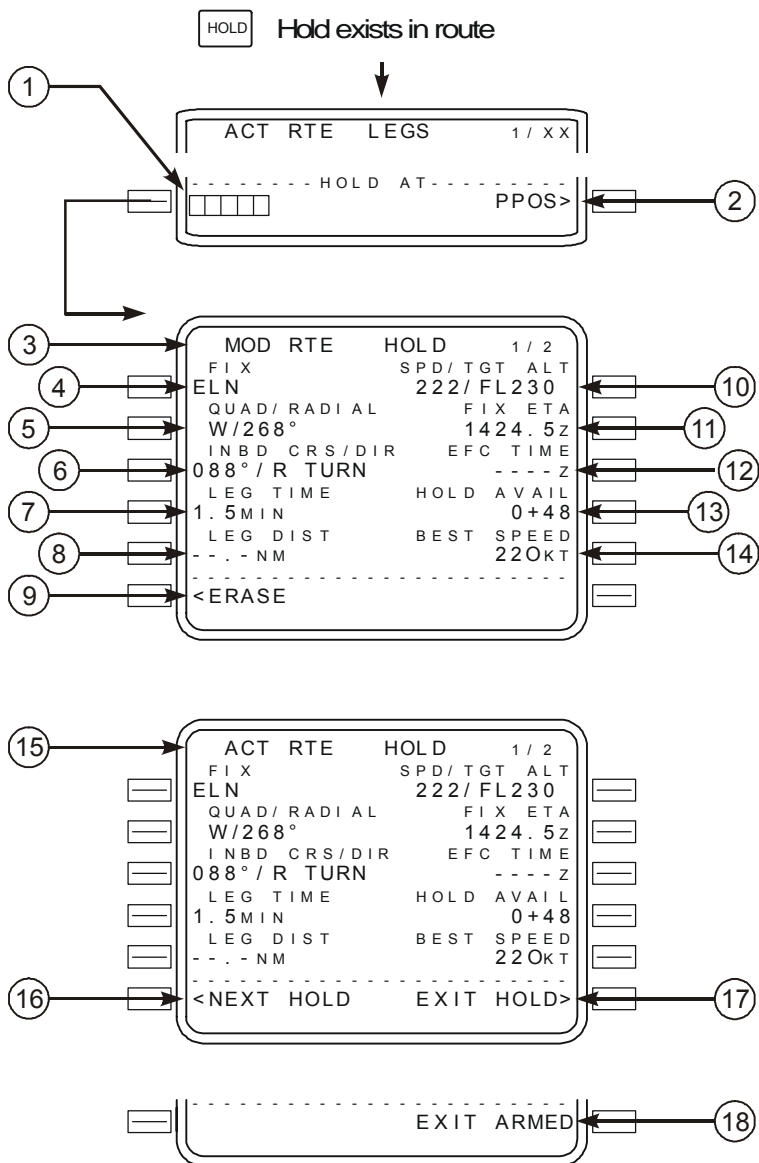 HOLD Hold exists in route
1
ACT RTE LEGS 1/XX
- - - - - - - - HOLD AT - - - - - - - - -
□□□□□ PPOS>
2
3
MOD RTE HOLD 1/2
FIX SPD/TGT ALT
4
ELN 222/FL230
10
QUAD/RADIAL FIX ETA
5
W/268° 1424.5z
11
INBD CRS/DIR EFC TIME
6
088°/R TURN ----z
12
LEG TIME HOLD AVAIL
7
1.5MIN 0+48
13
LEG DIST BEST SPEED
8
--.-NM 22OKT
14
- - - - - - - - - - - - - - - - - - - - - - - -
9
<ERASE
15
ACT RTE HOLD 1/2
FIX SPD/TGT ALT
ELN 222/FL230
QUAD/RADIAL FIX ETA
W/268° 1424.5z
INBD CRS/DIR EFC TIME
088°/R TURN ----z
LEG TIME HOLD AVAIL
1.5MIN 0+48
LEG DIST BEST SPEED
--.-NM 22OKT
- - - - - - - - - - - - - - - - - - - - - - - -
16
<NEXT HOLD EXIT HOLD>
17
- - - - - - - - - - - - - - - - - - - - - - - -
EXIT ARMED
18